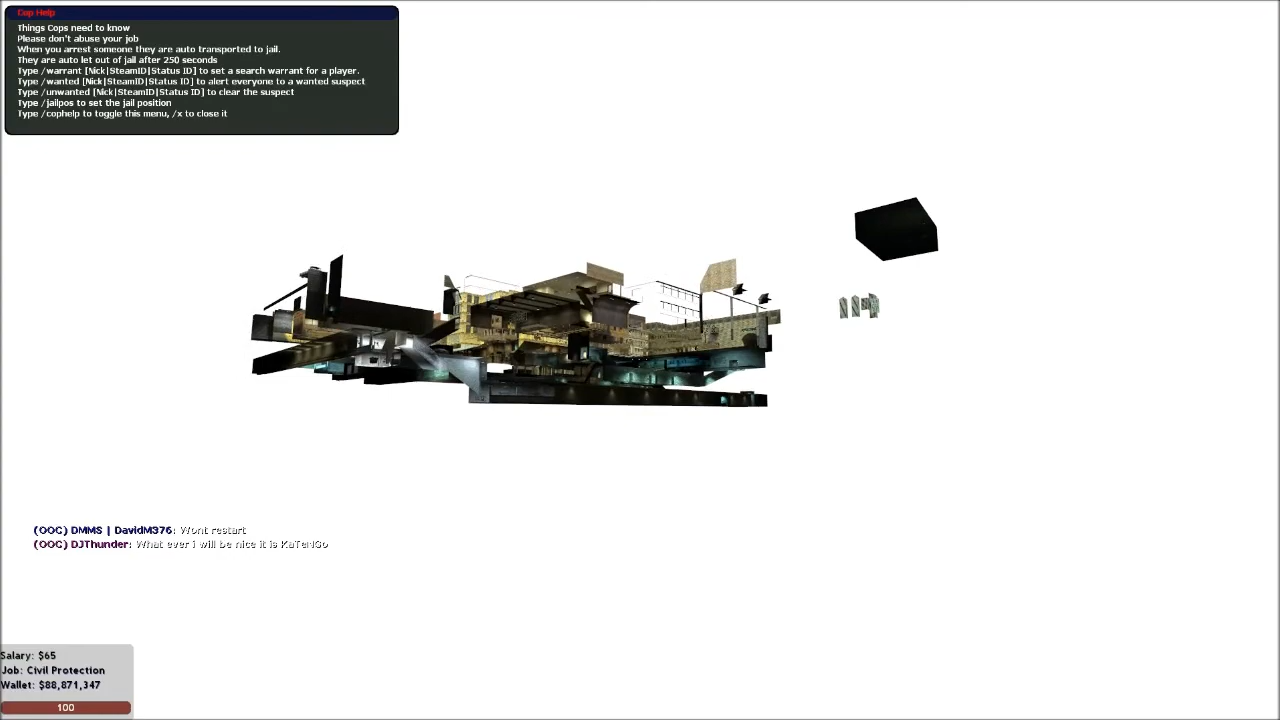 Cop Help
Things Cops need to know
Please don't abuse your job
When you arrest someone they are auto transported to jail.
They are auto let out of jail after 250 seconds
Type /warrant [Nick|SteamID|Status ID] to set a search warrant for a player.
Type /wanted [Nick|SteamID|Status ID] to alert everyone to a wanted suspect
Type /unwanted [Nick|SteamID|Status ID] to clear the suspect
Type /jailpos to set the jail position
Type /cophelp to toggle this menu, /x to close it
(OOC) DMMS | DavidM376: Wont restart
(OOC) DJThunder: What ever i will be nice it is KaTeNGo
Salary: $65
Job: Civil Protection
Wallet: $88,871,347
100